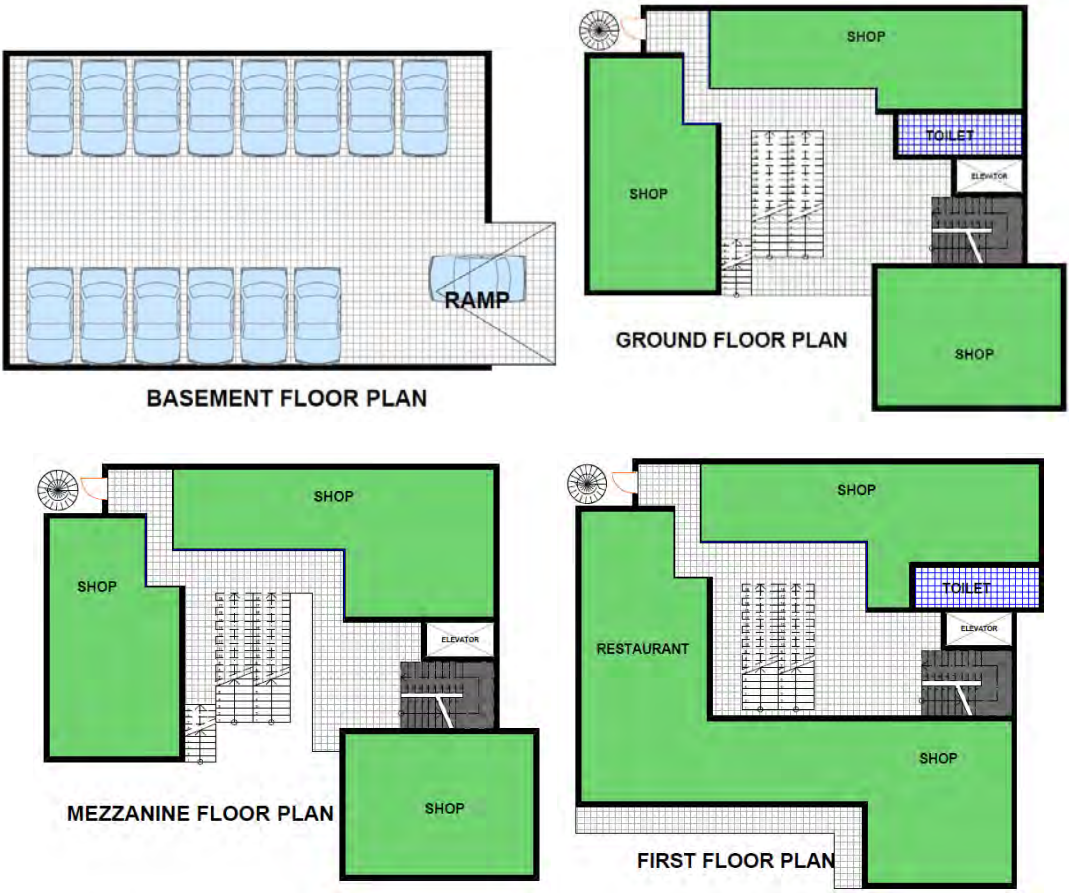 RAMP
BASEMENT FLOOR PLAN
SHOP
TOILET
ELEVATOR
SHOP
SHOP
GROUND FLOOR PLAN
SHOP
SHOP
ELEVATOR
SHOP
MEZZANINE FLOOR PLAN
SHOP
TOILET
ELEVATOR
RESTAURANT
SHOP
FIRST FLOOR PLAN